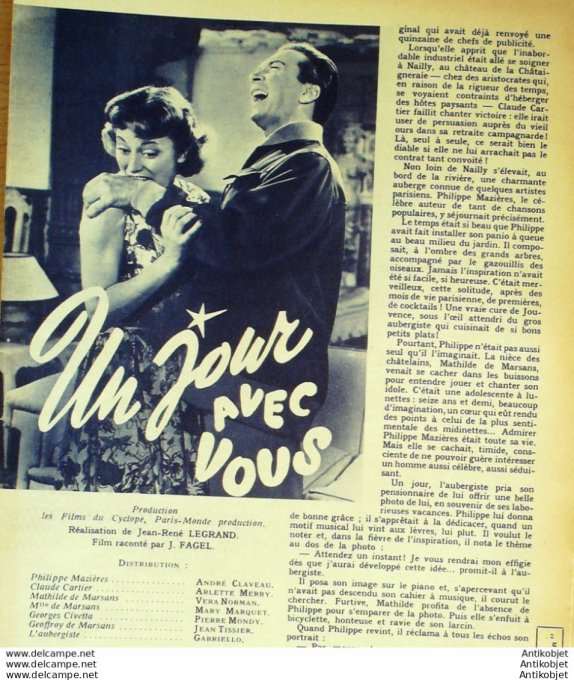 Un jour
AVEC
VOUS
Production
les Films du Cyclope, Paris-Monde production.
Réalisation de Jean-René LEGRAND.
Film raconté par J. FAGEL.
DISTRIBUTION :
Philippe Mazières . . . . . . . . . . . . ANDRÉ CLAVEAU.
Claude Cartier . . . . . . . . . . . . ARLETTE MERRY.
Mathilde de Marsans . . . . . . . . . . . . VERA NORMAN.
Mlle de Marsans . . . . . . . . . . . . MARY MARQUET.
Georges Civetta . . . . . . . . . . . . PIERRE MONDY.
Geoffroy de Marsans . . . . . . . . . . . . JEAN TISSIER.
L'aubergiste . . . . . . . . . . . . GABRIELLO.
ginal qui avait déjà renvoyé une
quinzaine de chefs de publicité.
Lorsqu'elle apprit que l'inabor-
dable industriel était allé se soigner
à Nailly, au château de la Châtai-
gneraie — chez des aristocrates qui,
en raison de la rigueur des temps,
se voyaient contraints d'héberger
des hôtes payants — Claude Car-
tier faillit chanter victoire : elle irait
user de persuasion auprès du vieil
ours dans sa retraite campagnarde!
Là, seul à seule, ce serait bien le
diable si elle ne lui arrachait pas le
contrat tant convoité!
Non loin de Nailly s'élevait, au
bord de la rivière, une charmante
auberge connue de quelques artistes
parisiens. Philippe Mazières, le cé-
lèbre auteur de tant de chansons
populaires, y séjournait précisément.
Le temps était si beau que Philippe
avait fait installer son panio à queue
au beau milieu du jardin. Il compo-
sait, à l'ombre des grands arbres,
accompagné par le gazouillis des
oiseaux. Jamais l'inspiration n'avait
été si facile, si heureuse. C'était mer-
veilleux, cette solitude, après des
mois de vie parisienne, de premières,
de cocktails! Une vraie cure de Jou-
vence, sous l'œil attendri du gros
aubergiste qui cuisinait de si bons
petits plats!
Pourtant, Philippe n'était pas aussi
seul qu'il l'imaginait. La nièce des
châtelains, Mathilde de Marsans,
venait se cacher dans les buissons
pour entendre jouer et chanter son
idole. C'était une adolescente à lu-
nettes : seize ans et demi, beaucoup
d'imagination, un cœur qui eût rendu
des points à celui de la plus senti-
mentale des midinettes... Admirer
Philippe Mazières était toute sa vie.
Mais elle se cachait, timide, cons-
ciente de ne pouvoir guère intéresser
un homme aussi célèbre, aussi sédui-
sant.
Un jour, l'aubergiste pria son
pensionnaire de lui offrir une belle
photo de lui, en souvenir de ses labo-
rieuses vacances. Philippe lui donna
de bonne grâce ; il s'apprêtait à la dédicacer, quand un
motif musical lui vint aux lèvres, lui plut. Il voulut le
noter et, dans la fièvre de l'inspiration, il nota le thème
au dos de la photo :
— Attendez un instant! Je vous rendrai mon effigie
dès que j'aurai développé cette idée ... promit-il à l'au-
bergiste.
Il posa son image sur le piano et, s'apercevant qu'il
n'avait pas descendu son cahier à musique, il courut le
chercher. Furtive, Mathilde profita de l'absence de
Philippe pour s'emparer de la photo. Puis elle s'enfuit à
bicyclette, honteuse et ravie de son larcin.
Quand Philippe revint, il réclama à tous les échos son
portrait :
5
http://www.antikobjet.com
Antikobjet
Antikobjet
Antikobjet